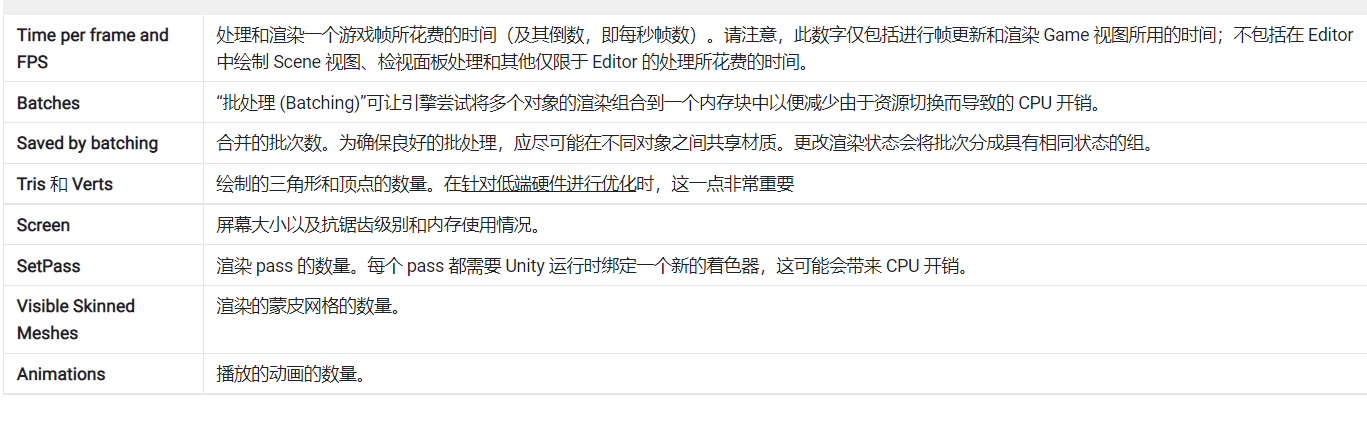 Time per frame and
FPS
处理和渲染一个游戏帧所花费的时间（及其倒数，即每秒帧数）。请注意，此数字仅包括进行帧更新和渲染 Game 视图所用的时间；不包括在 Editor
中绘制 Scene 视图、检视面板处理和其他仅限于 Editor 的处理所花费的时间。
Batches
“批处理 (Batching)”可让引擎尝试将多个对象的渲染组合到一个内存块中以便减少由于资源切换而导致的 CPU 开销。
Saved by batching
合并的批次数。为确保良好的批处理，应尽可能在不同对象之间共享材质。更改渲染状态会将批次分成具有相同状态的组。
Tris 和 Verts
绘制的三角形和顶点的数量。在针对低端硬件进行优化时，这一点非常重要
Screen
屏幕大小以及抗锯齿级别和内存使用情况。
SetPass
渲染 pass 的数量。每个 pass 都需要 Unity 运行时绑定一个新的着色器，这可能会带来 CPU 开销。
Visible Skinned
Meshes
渲染的蒙皮网格的数量。
Animations
播放的动画的数量。